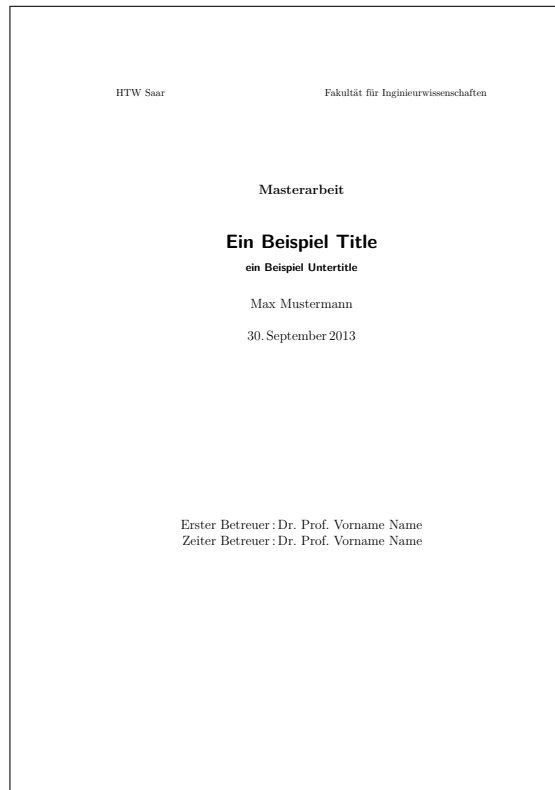 HTW Saar Fakultät für Inginieurwissenschaften
Masterarbeit
Ein Beispiel Title
ein Beispiel Untertitle
Max Mustermann
30. September 2013
Erster Betreuer: Dr. Prof. Vorname Name
Zeiter Betreuer: Dr. Prof. Vorname Name